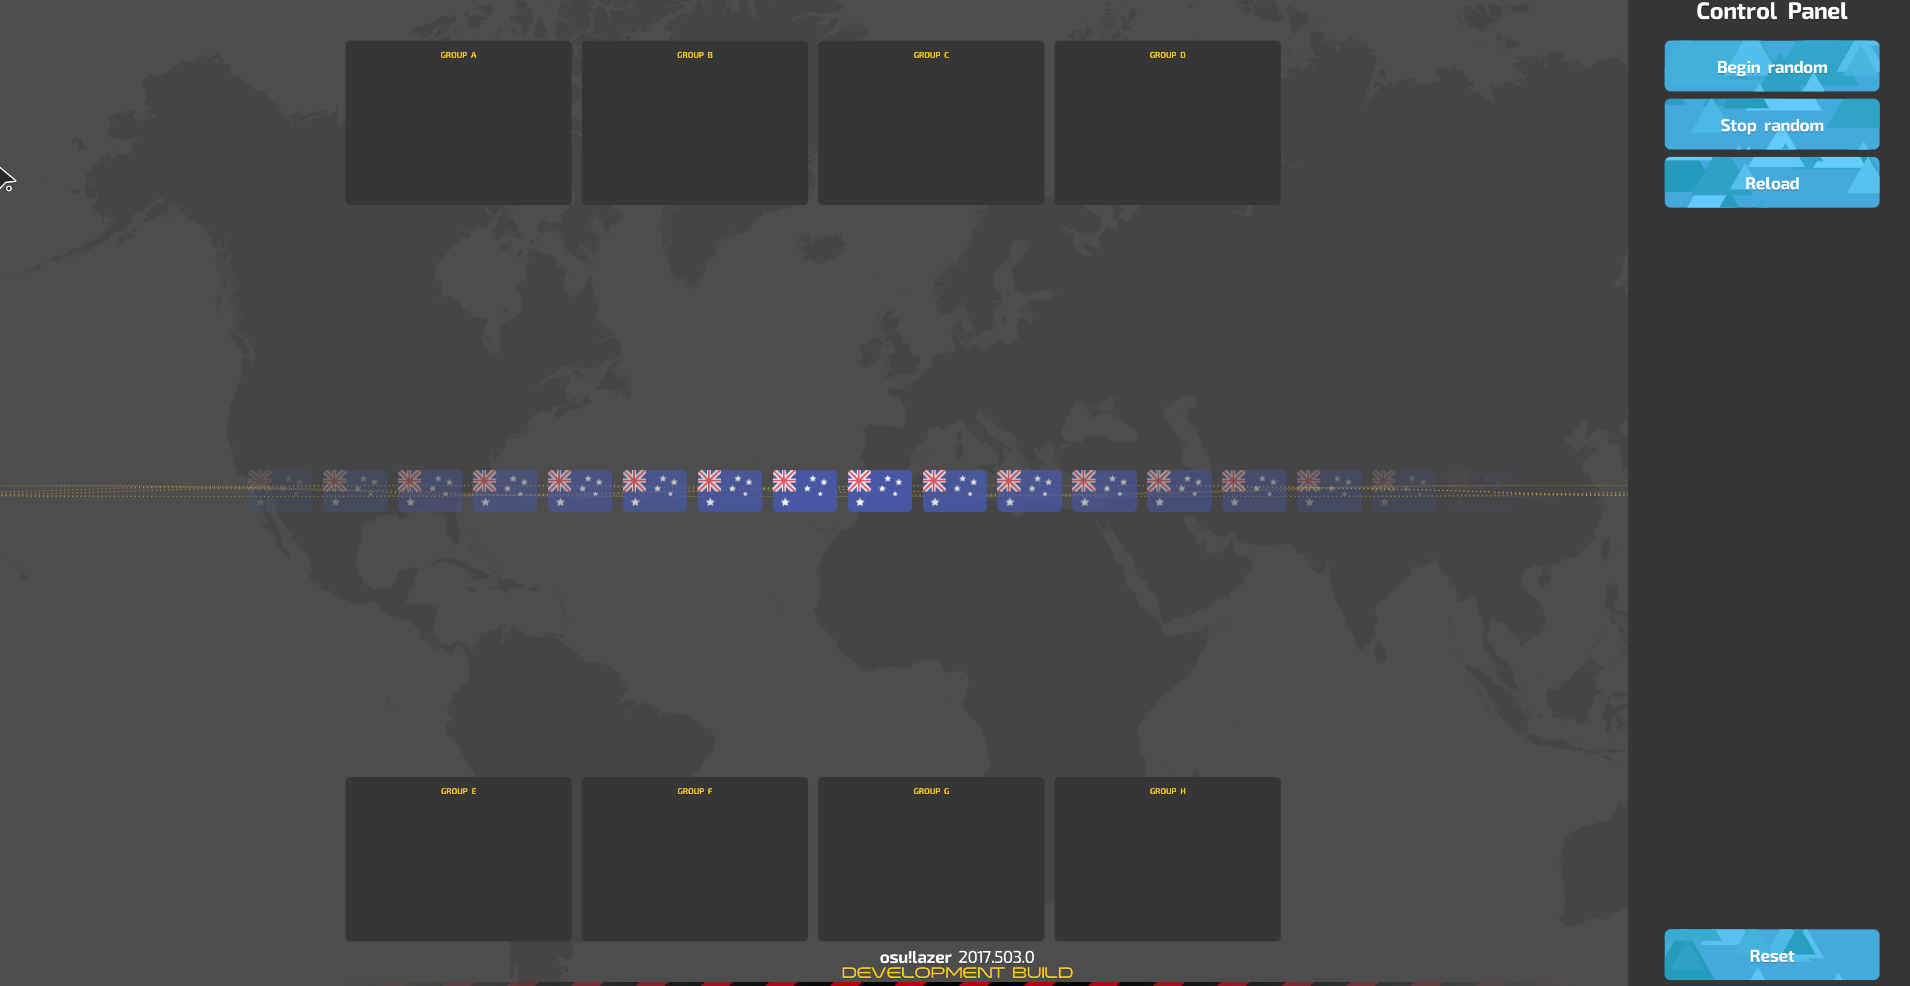 Control Panel
GROUP A
GROUP B
GROUP C
GROUP D
Begin random
Stop random
Reload
GROUP E
GROUP F
GROUP G
GROUP H
osu!lazer 2017.503.0
DEVELOPMENT BUILD
Reset